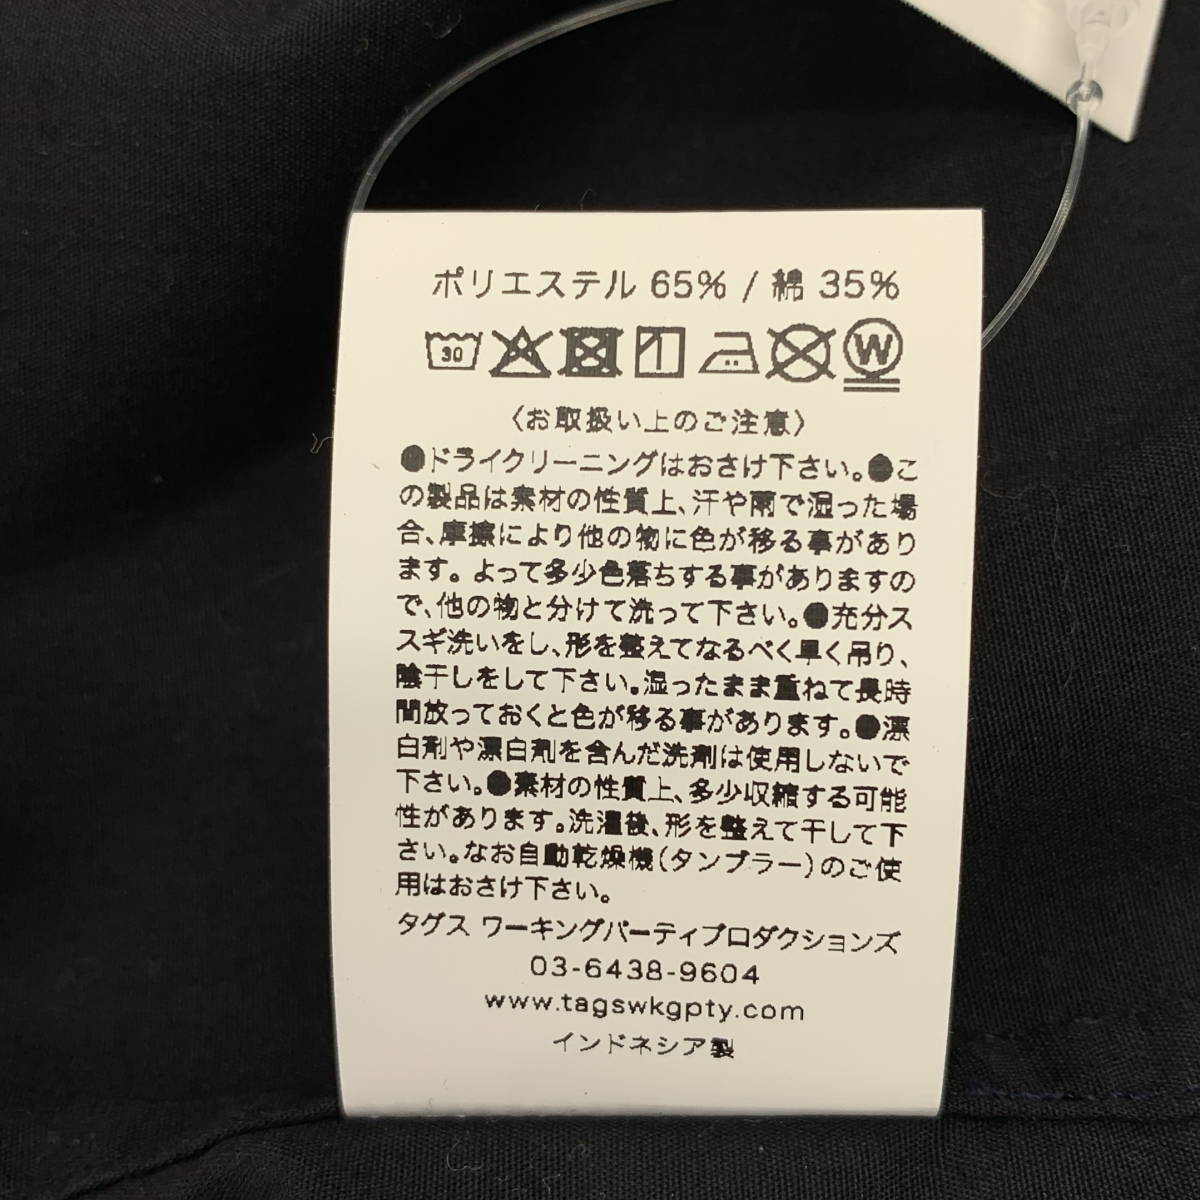 ポリエステル 65% / 綿 35%
30 W
〈お取扱い上のご注意〉
●ドライクリーニングはおさけ下さい。●こ
の製品は素材の性質上、汗や雨で湿った場
合、摩擦により他の物に色が移る事があり
ます。よって多少色落ちする事がありますの
で、他の物と分けて洗って下さい。●充分ス
スギ洗いをし、形を整えてなるべく早く吊り、
陰干しをして下さい。湿ったまま重ねて長時
間放っておくと色が移る事があります。●漂
白剤や漂白剤を含んだ洗剤は使用しないで
下さい。●素材の性質上、多少収縮する可能
性があります。洗濯後、形を整えて干して下
さい。なお自動乾燥機(タンブラー)のご使
用はおさけ下さい。
タグス ワーキングパーティプロダクションズ
03-6438-9604
www.tagswkgpty.com
インドネシア製